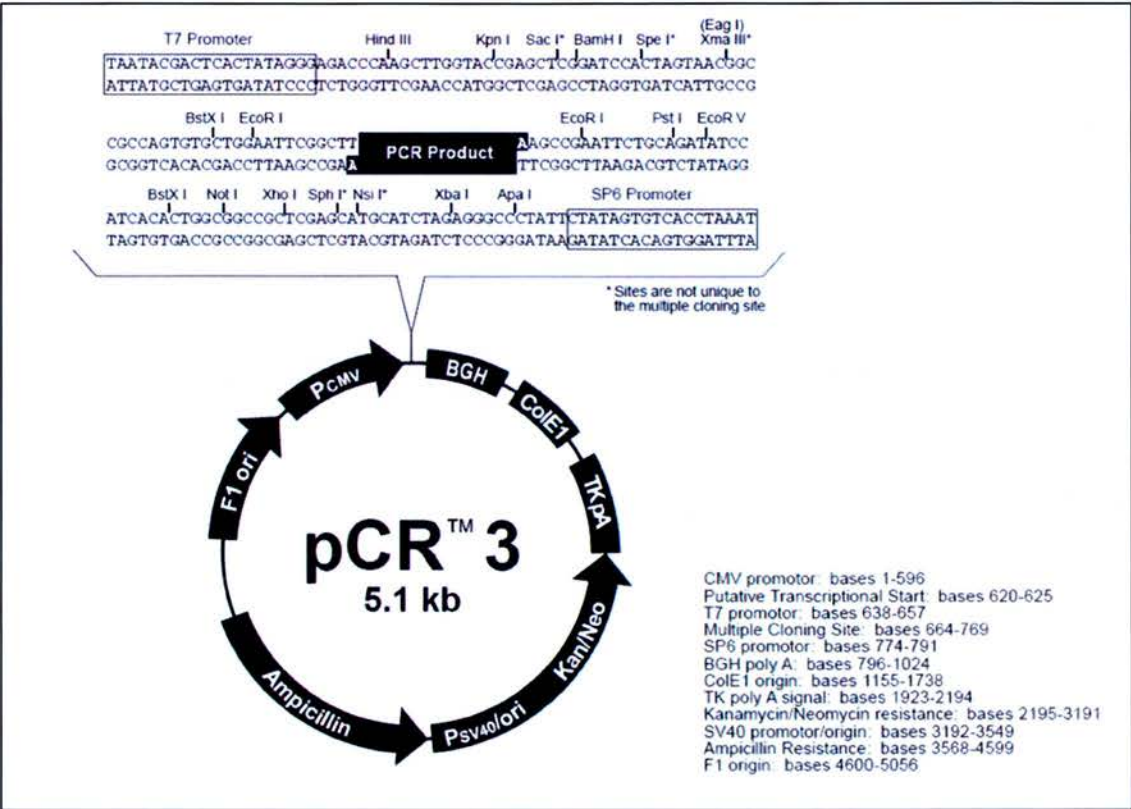 (Eag I)
T7 Promoter Hind III Kpn I Sac I* BamH I Spe I* Xma III*
TAATACGACTCACTATAGGGAGACCCAAGCTTGGTACCGAGCTCGGATCCACTAGTAACGGC
ATTATGCTGAGTGATATCCCTCTGGGTTCGAACCATGGCTCGAGCCTAGGTGATCATTGCCG
BstX I EcoR I EcoR I Pst I EcoR V
CGCCAGTGTGCTGGAATTCGGCTT PCR Product AAGCCGAATTCTGCAGATATCC
GCGGTCACACGACCTTAAGCCGAA TTCGGCTTAAGACGTCTATAGG
BstX I Not I Xho I Sph I* Nsi I* Xba I Apa I SP6 Promoter
ATCACACTGGCGGCCGCTCGAGCATGCATCTAGAGGGCCCTATTCTATAGTGTCACCTAAAT
TAGTGTGACCGCCGGCGAGCTCGTACGTAGATCTCCCGGGATAAGATATCACAGTGGATTTA
* Sites are not unique to
the multiple cloning site
PCMV
BGH
ColE1
F1 ori
TKpA
pCR™ 3
5.1 kb
Kan/Neo
Ampicillin
PSV40/ori
CMV promotor: bases 1-596
Putative Transcriptional Start: bases 620-625
T7 promotor: bases 638-657
Multiple Cloning Site: bases 664-769
SP6 promotor: bases 774-791
BGH poly A: bases 796-1024
ColE1 origin: bases 1155-1738
TK poly A signal: bases 1923-2194
Kanamycin/Neomycin resistance: bases 2195-3191
SV40 promotor/origin: bases 3192-3549
Ampicillin Resistance: bases 3568-4599
F1 origin: bases 4600-5056